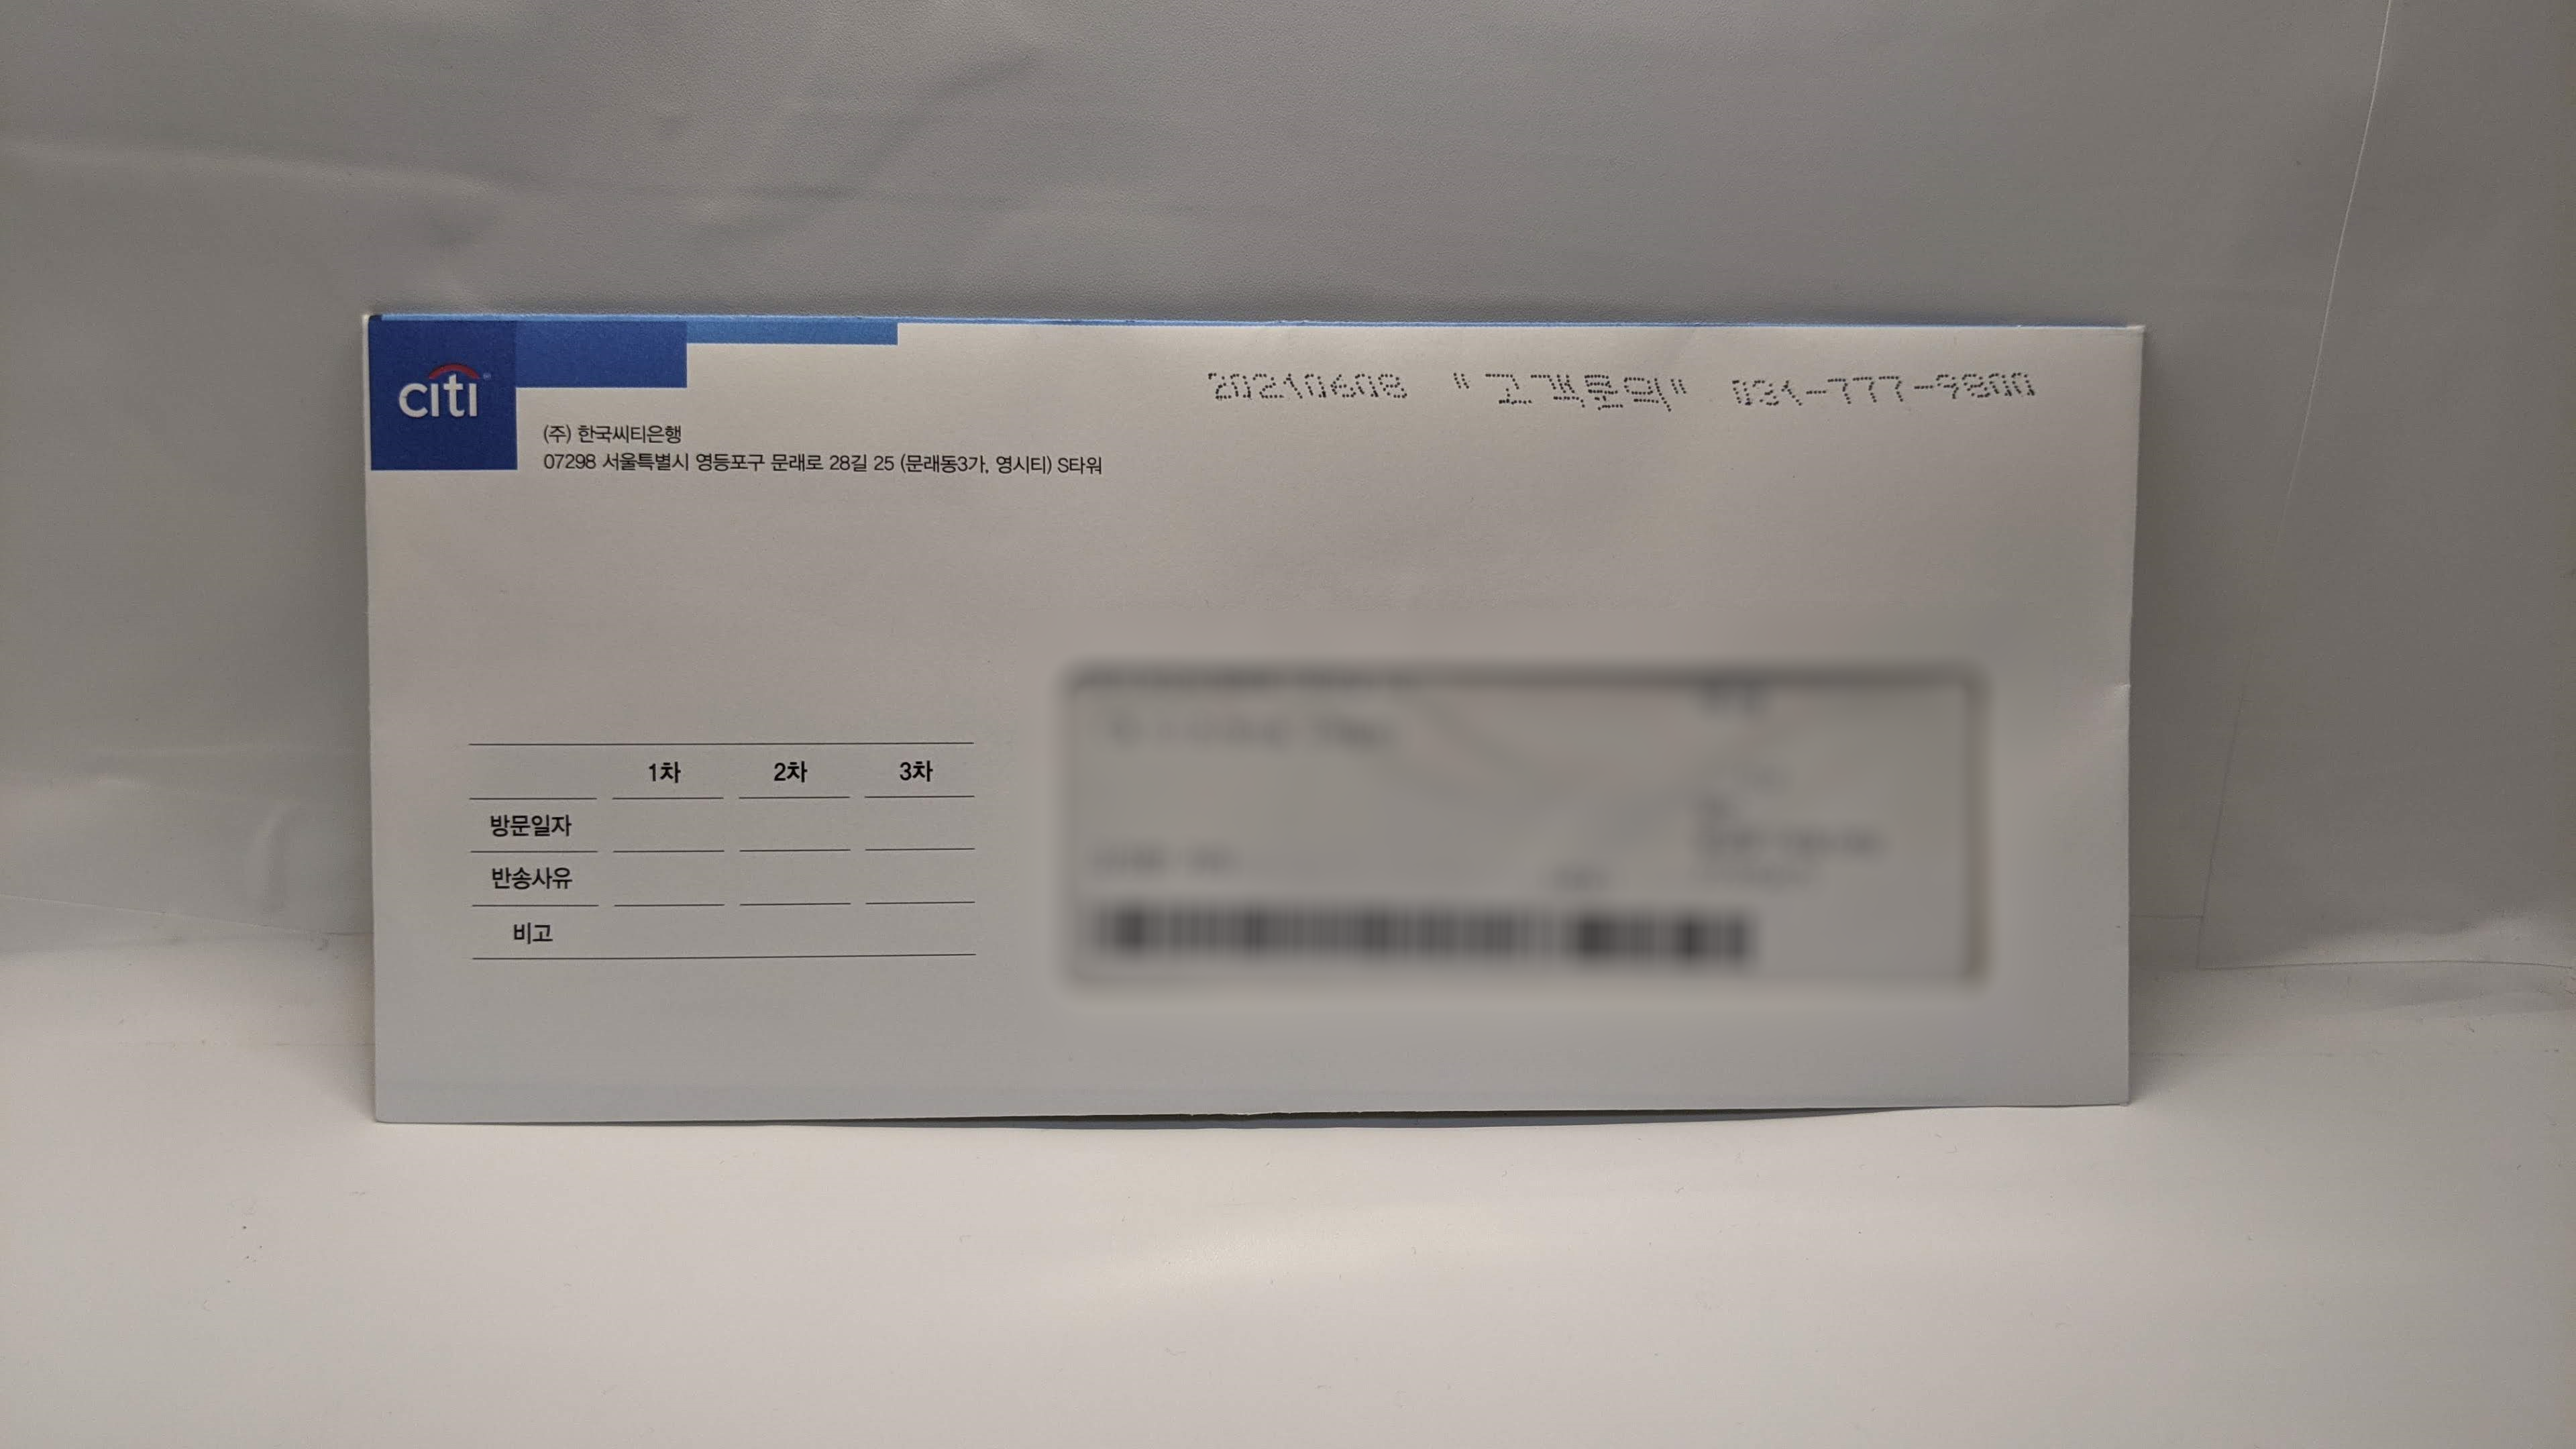 citi
20210608 "고객문의" 031-777-9800
(주) 한국씨티은행
07298 서울특별시 영등포구 문래로 28길 25 (문래동3가, 영시티) S타워
1차 2차 3차
방문일자
반송사유
비고